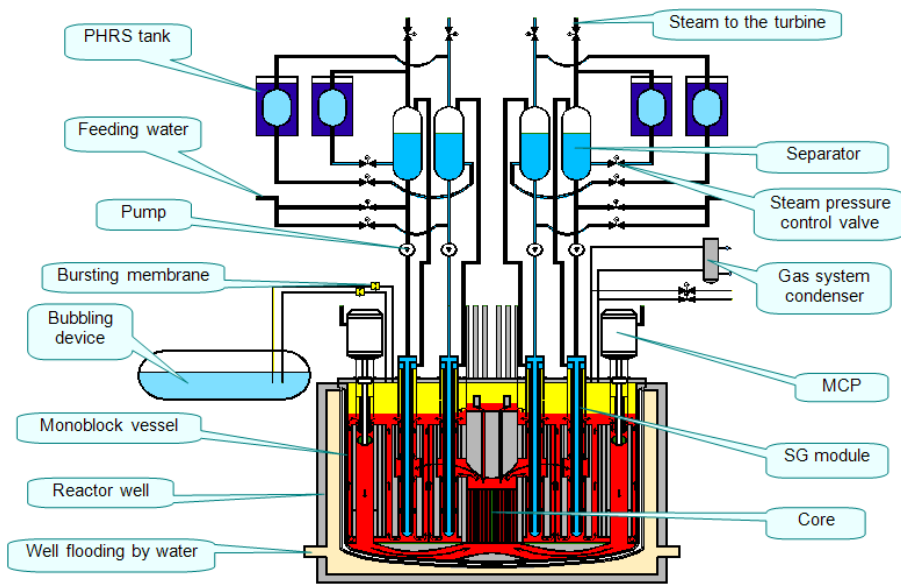 Steam to the turbine
PHRS tank
Feeding water
Separator
Pump
Steam pressure
control valve
Bursting membrane
Gas system
condenser
Bubbling
device
MCP
Monoblock vessel
SG module
Reactor well
Core
Well flooding by water